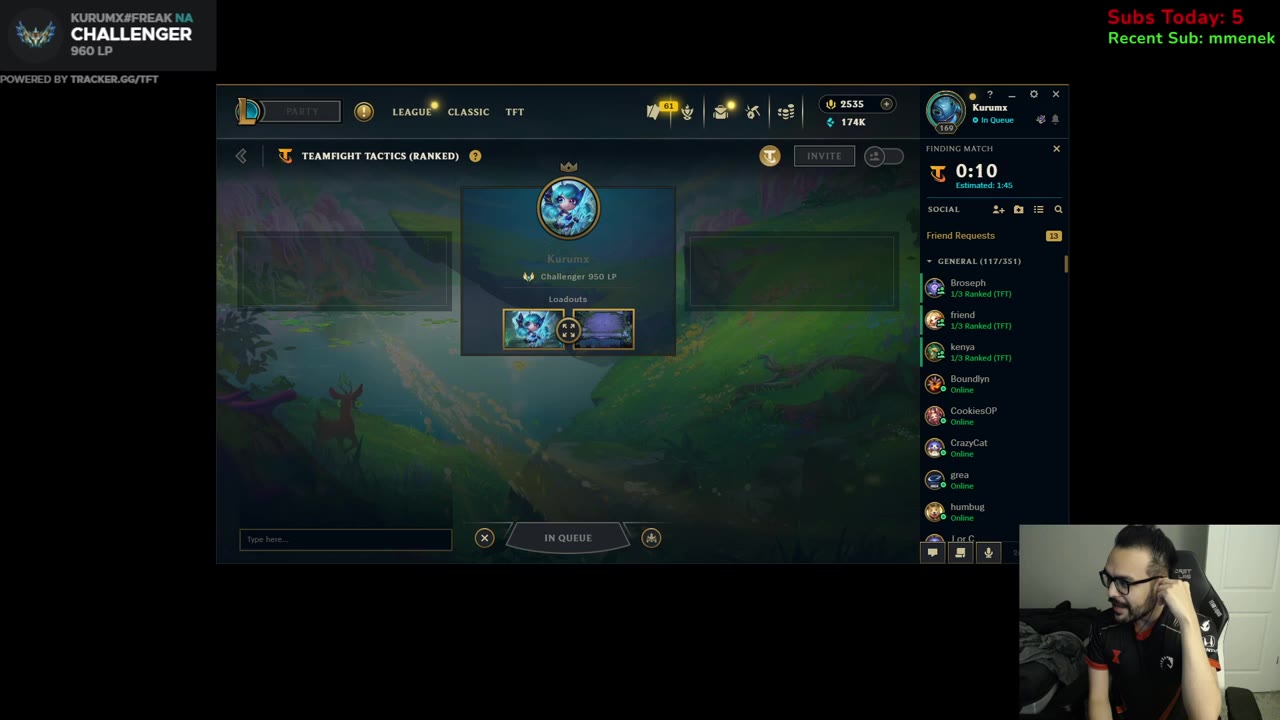 KURUMX#FREAK NA
CHALLENGER
960 LP
POWERED BY TRACKER.GG/TFT
Subs Today: 5
Recent Sub: mmenek
PARTY
LEAGUE
CLASSIC
TFT
61
2535
174K
169
Kurumx
In Queue
TEAMFIGHT TACTICS (RANKED)
INVITE
FINDING MATCH
0:10
Estimated: 1:45
SOCIAL
Friend Requests
13
GENERAL (117/351)
Broseph
1/3 Ranked (TFT)
friend
1/3 Ranked (TFT)
kenya
1/3 Ranked (TFT)
Boundlyn
Online
CookiesOP
Online
CrazyCat
Online
grea
Online
humbug
Online
Kurumx
Challenger 950 LP
Loadouts
Type here...
IN QUEUE